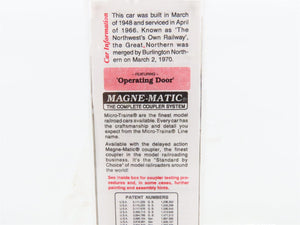 Car Information
This car was built in March
of 1948 and serviced in April
of 1966. Known as 'The
Northwest's Own Railway',
the Great Northern was
merged by Burlington North-
ern on March 2, 1970.
FEATURING
'Operating Door'
MAGNE-MATIC®
THE COMPLETE COUPLER SYSTEM
Micro-Trains® are the finest model
railroad cars available. Every car has
the craftsmanship and detail you
expect from the Micro-Trains® Line
name.
Available with the delayed action
Magne-Matic® coupler, the finest
coupler in the model railroading
business. It's the "Standard by
Choice" of model railroaders around
the world!
See inside box for coupler testing pro-
cedures and, in some cases, further
painting and assembly hints.
PATENT NUMBERS